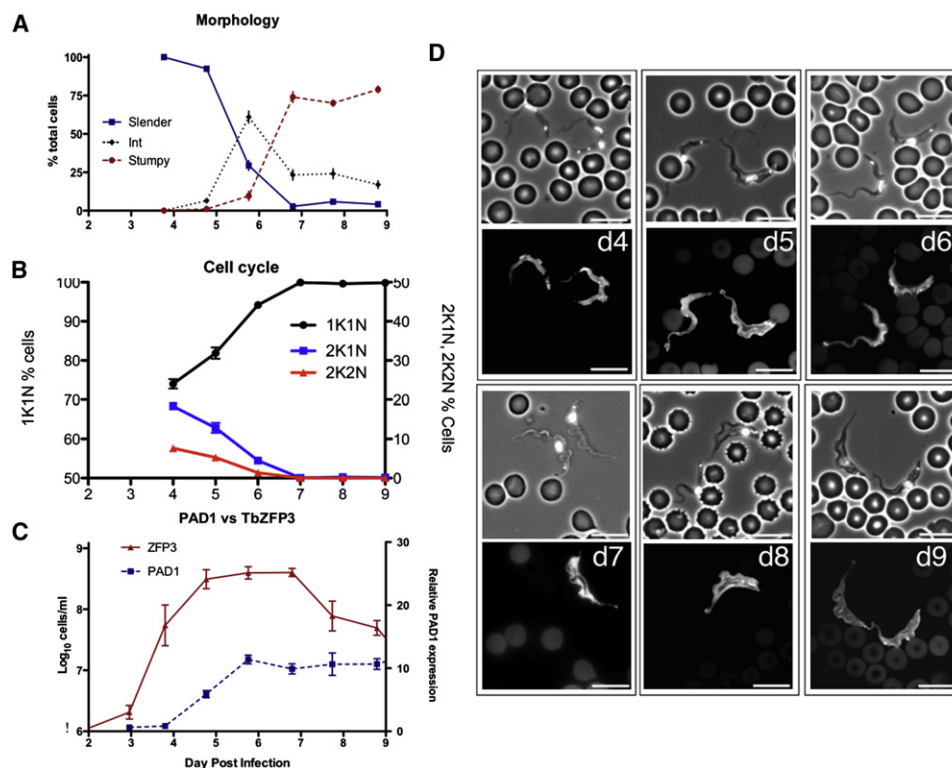 A
Morphology
% total cells
100
75
50
25
0
Slender
Int
Stumpy
2 3 4 5 6 7 8 9
B
Cell cycle
1K1N % cells
100
90
80
70
60
50
1K1N
2K1N
2K2N
50
40
30
20
10
0
2K1N, 2K2N % Cells
2 3 4 5 6 7 8 9
C
PAD1 vs TbZFP3
Log10 cells/ml
9
8
7
! 6
ZFP3
PAD1
30
20
10
0
Relative PAD1 expression
2 3 4 5 6 7 8 9
Day Post Infection
D
d4 d5 d6
d7 d8 d9